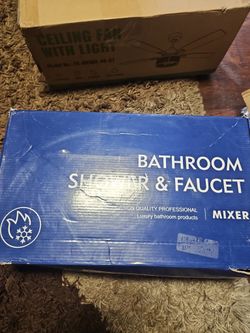 CEILING FAN
WITH LIGHT
BATHROOM
SHOWER & FAUCET
QUALITY PROFESSIONAL
Luxury bathroom products
MIXER